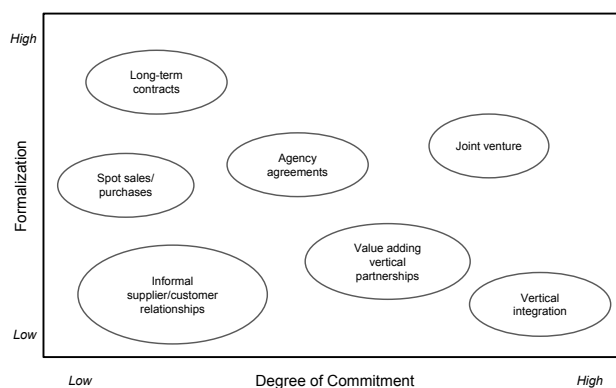 High
Long-term
contracts
Joint venture
Agency
agreements
Spot sales/
purchases
Formalization
Value adding
vertical
partnerships
Informal
supplier/customer
relationships
Vertical
integration
Low
Low
Degree of Commitment
High